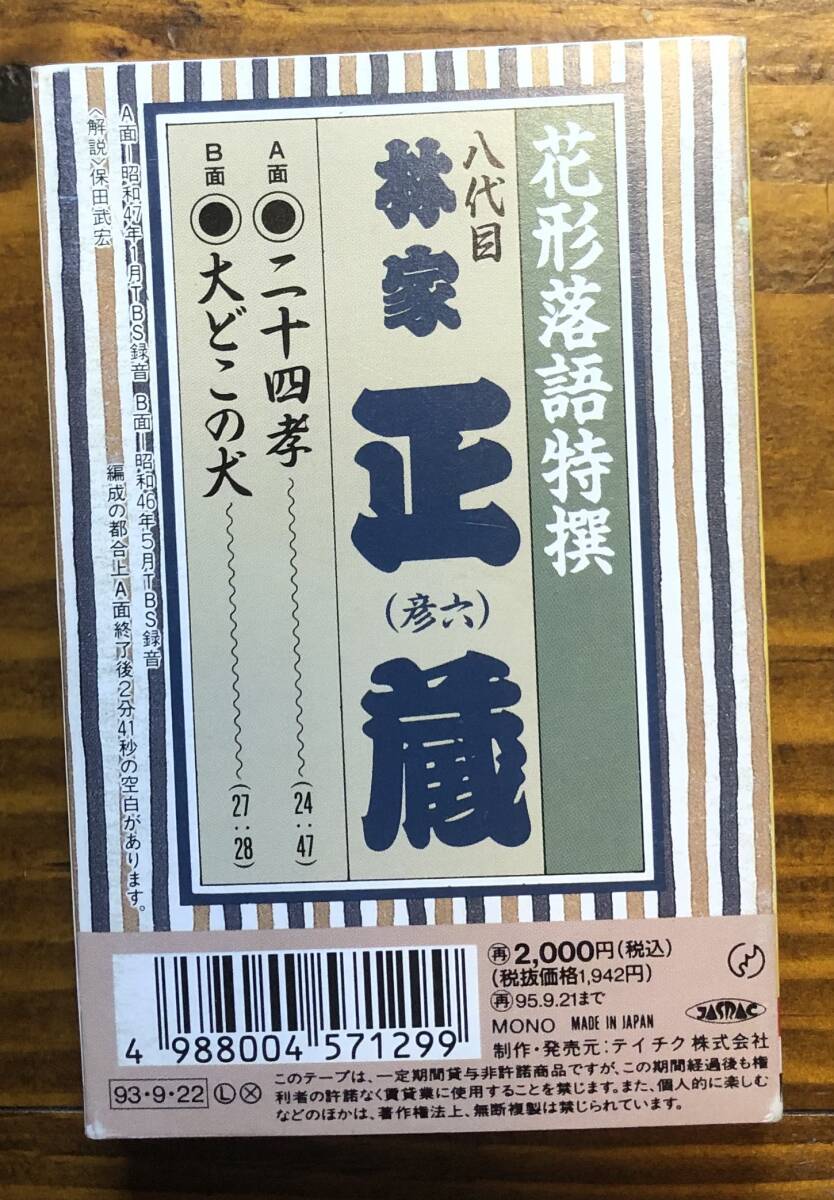 花形落語特撰
八代目
林家
正
(彦六)
蔵
A面
二十四孝
(24:47)
B面
大どこの犬
(27:28)
A面=昭和47年1月TBS録音 B面=昭和46年5月TBS録音
〈解説〉保田武宏
編成の都合上A面終了後2分41秒の空白があります。
4 988004 571299
再 2,000円(税込)
(税抜価格1,942円)
再 95.9.21まで
MONO MADE IN JAPAN
JASRAC
制作・発売元:テイチク株式会社
93・9・22 Ⓛ Ⓧ
このテープは、一定期間貸与非許諾商品ですが、この期間経過後も権
利者の許諾なく賃貸業に使用することを禁じます。また、個人的に楽しむ
などのほかは、著作権法上、無断複製は禁じられています。